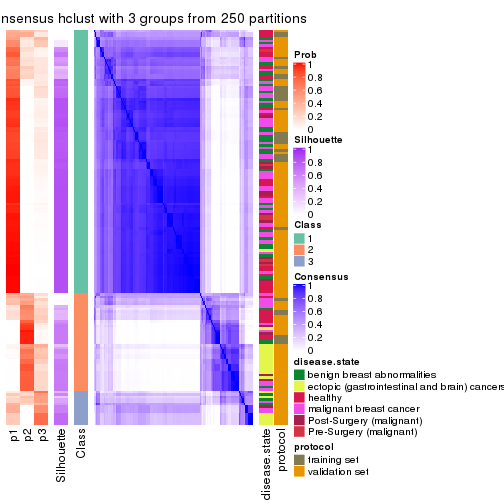 nsensus hclust with 3 groups from 250 partitions
Prob
1
0.8
0.6
0.4
0.2
0
Silhouette
1
0.8
0.6
0.4
0.2
0
Class
1
2
3
Consensus
1
0.8
0.6
0.4
0.2
0
disease.state
benign breast abnormalities
ectopic (gastrointestinal and brain) cancers
healthy
malignant breast cancer
Post-Surgery (malignant)
Pre-Surgery (malignant)
protocol
training set
validation set
p1
p2
p3
Silhouette
Class
disease.state
protocol